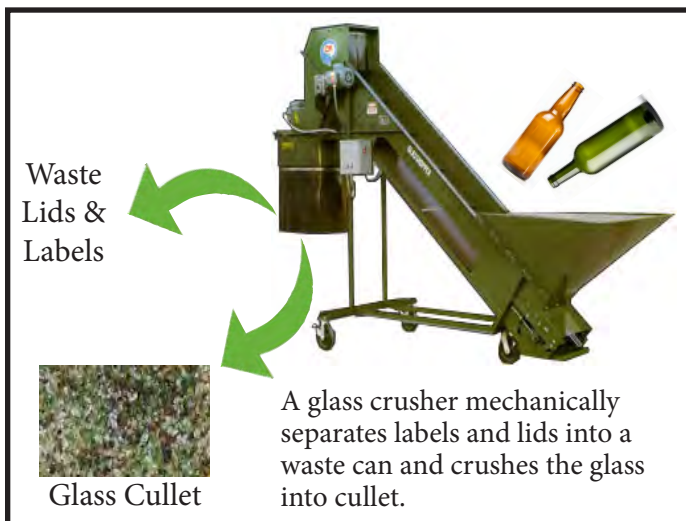 Waste
Lids &
Labels
Glass Cullet
A glass crusher mechanically
separates labels and lids into a
waste can and crushes the glass
into cullet.